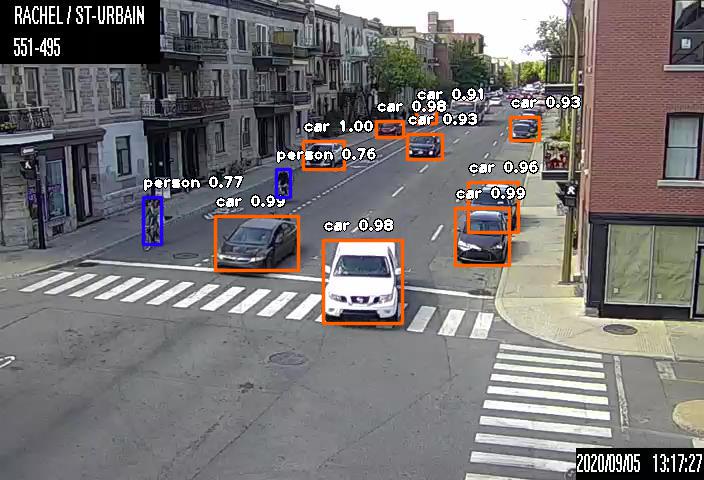 RACHEL / ST-URBAIN
551-495
car 0.91
car 0.98
car 0.93
car 0.93
car 1.00
person 0.76
car 0.96
person 0.77
car 0.99
car 0.99
car 0.98
2020/09/05 13:17:27